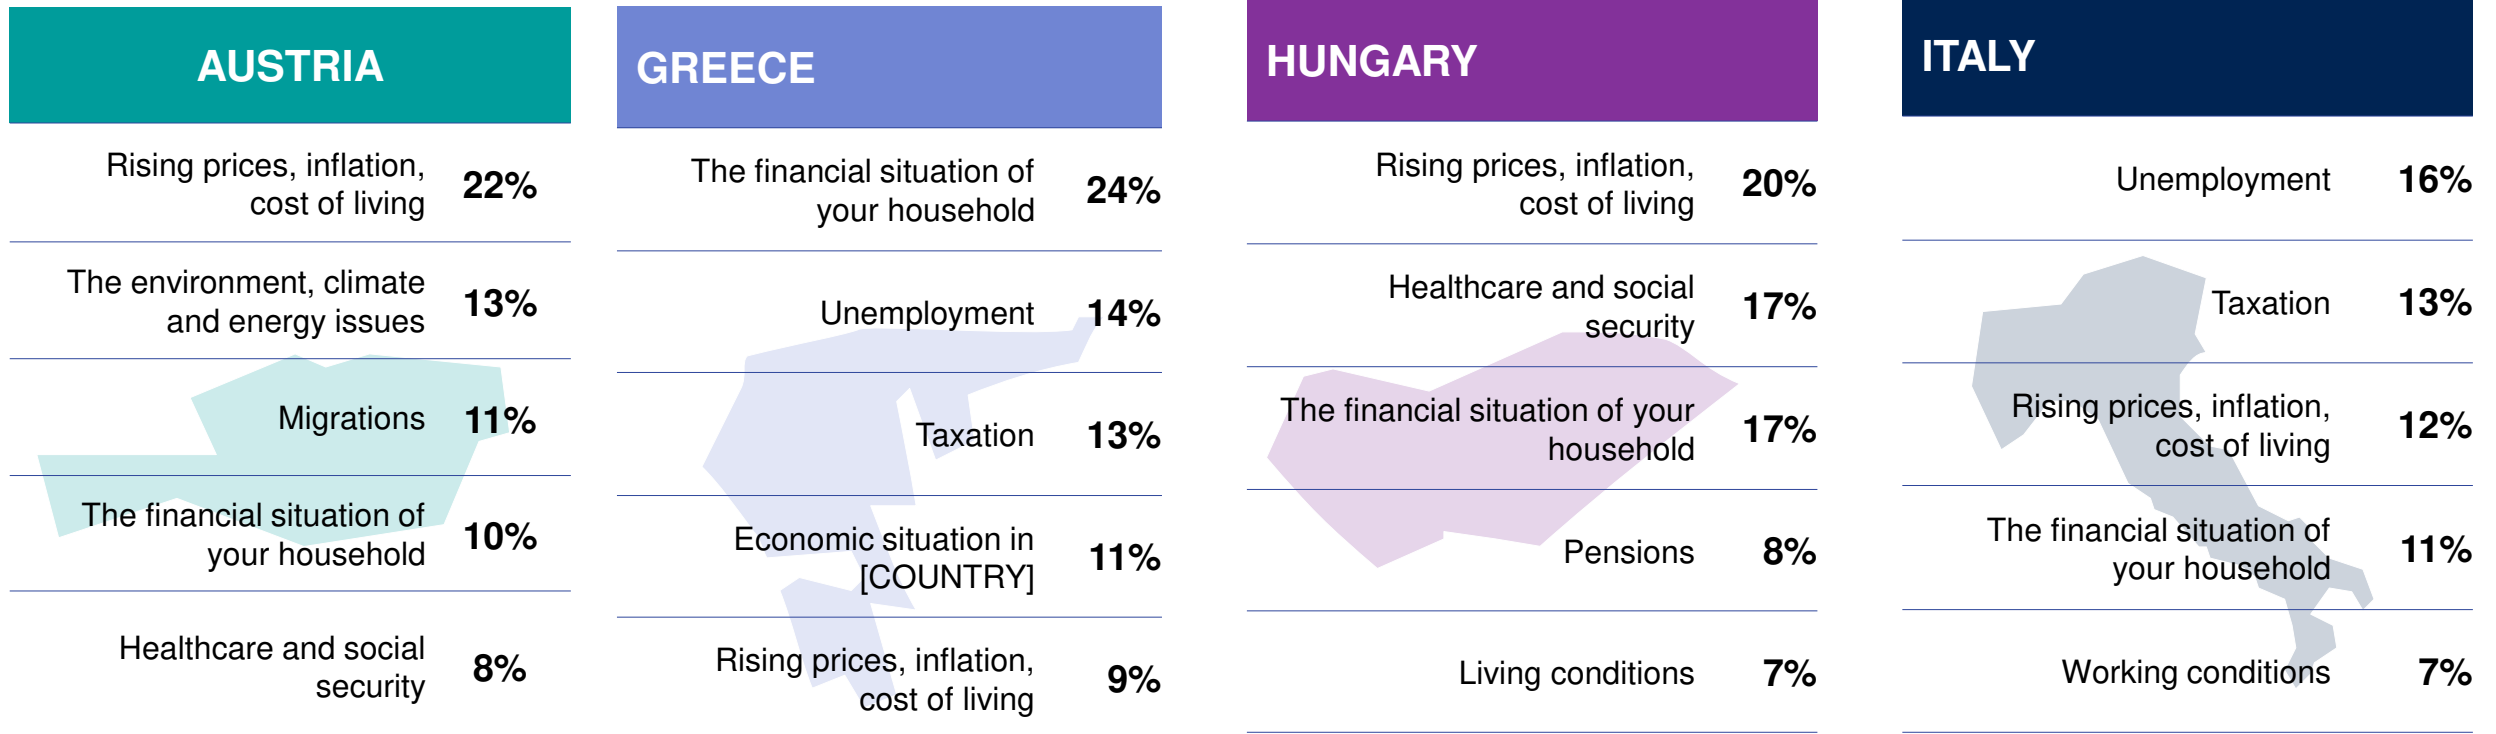 AUSTRIA
Rising prices, inflation,
cost of living
22%
The environment, climate
and energy issues
13%
Migrations
11%
The financial situation of
your household
10%
Healthcare and social
security
8%
GREECE
The financial situation of
your household
24%
Unemployment
14%
Taxation
13%
Economic situation in
[COUNTRY]
11%
Rising prices, inflation,
cost of living
9%
HUNGARY
Rising prices, inflation,
cost of living
20%
Healthcare and social
security
17%
The financial situation of your
household
17%
Pensions
8%
Living conditions
7%
ITALY
Unemployment
16%
Taxation
13%
Rising prices, inflation,
cost of living
12%
The financial situation of
your household
11%
Working conditions
7%